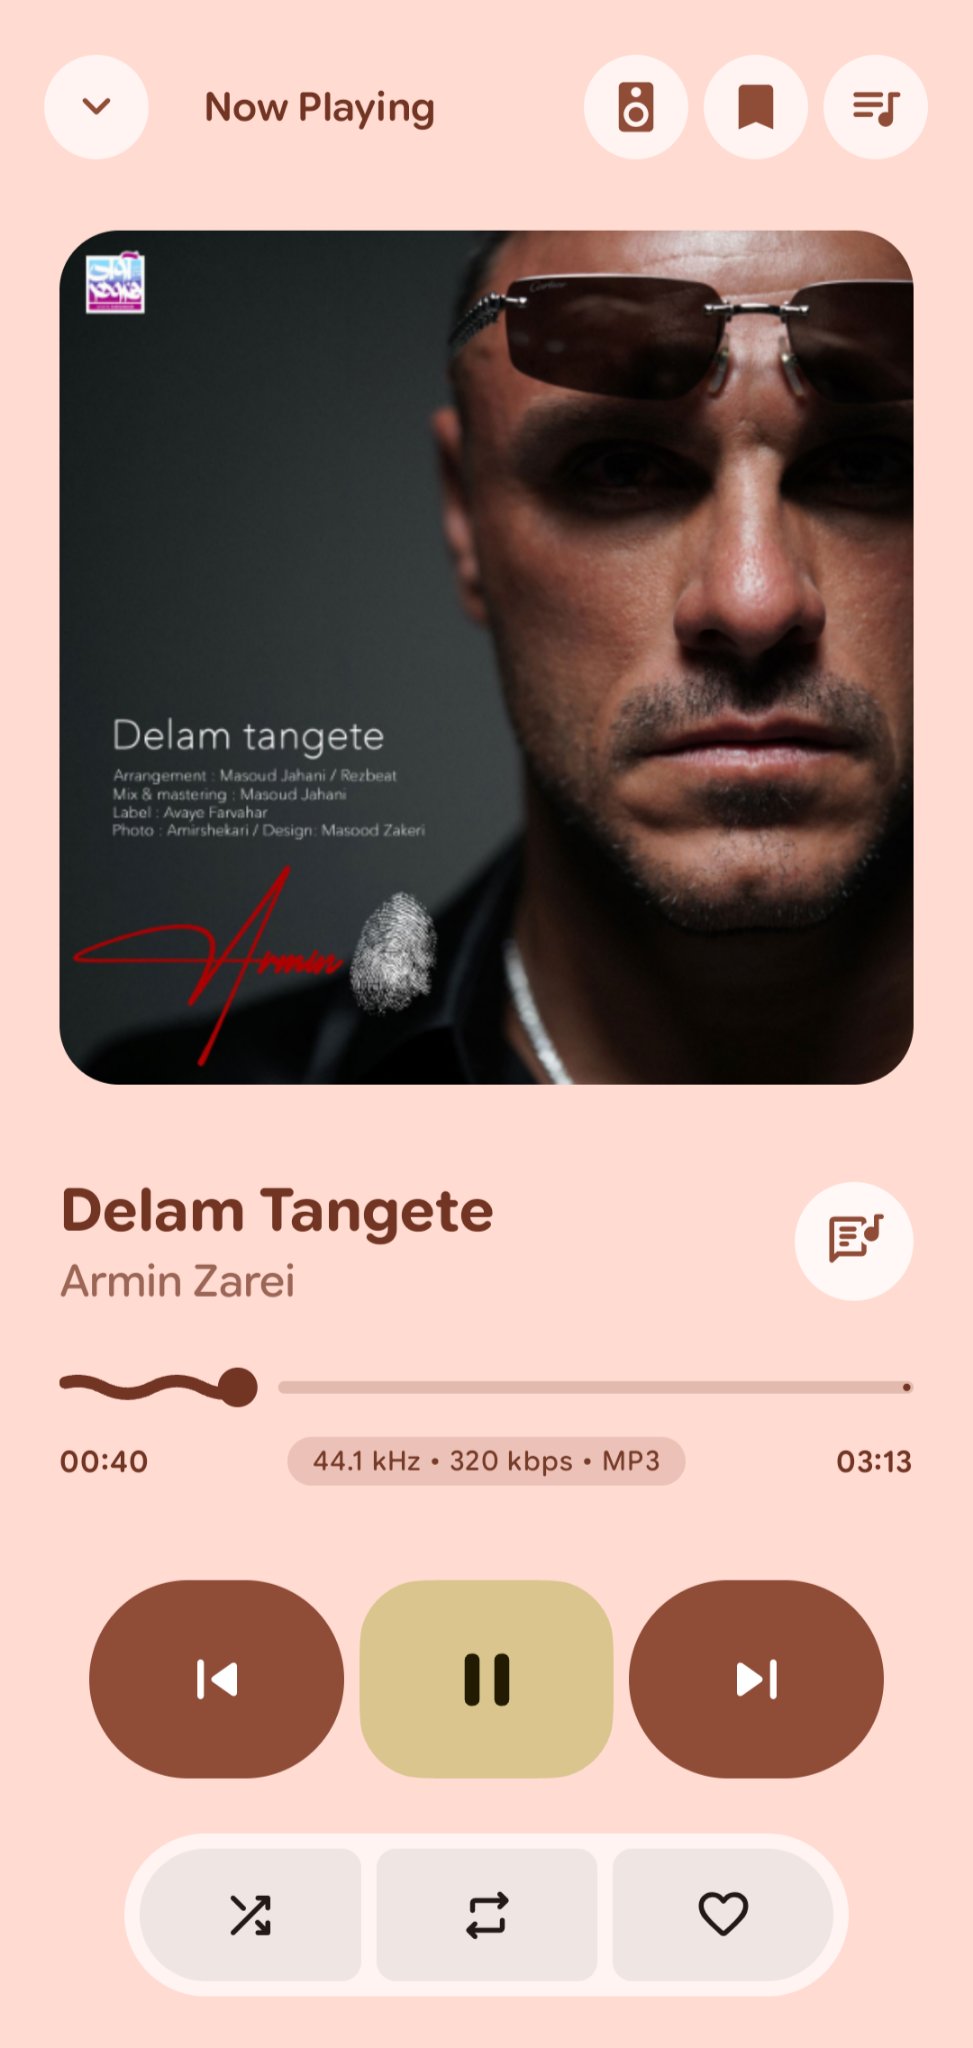 Now Playing
Cartier
Delam tangete
Arrangement : Masoud Jahani / Rezbeat
Mix & mastering : Masoud Jahani
Label : Avaye Farvahar
Photo : Amirshekari / Design: Masood Zakeri
Armin
Delam Tangete
Armin Zarei
00:40
44.1 kHz • 320 kbps • MP3
03:13